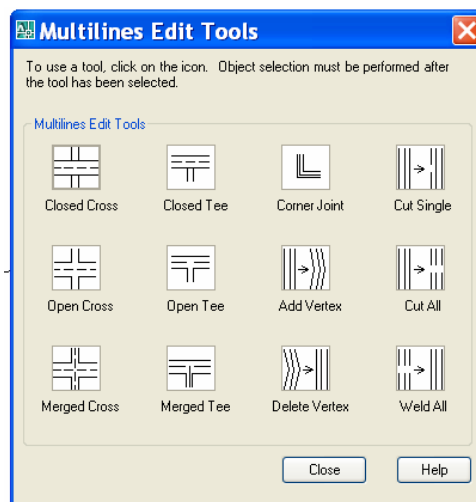 Multilines Edit Tools
To use a tool, click on the icon. Object selection must be performed after
the tool has been selected.
Multilines Edit Tools
Closed Cross Closed Tee Corner Joint Cut Single
Open Cross Open Tee Add Vertex Cut All
Merged Cross Merged Tee Delete Vertex Weld All
Close Help